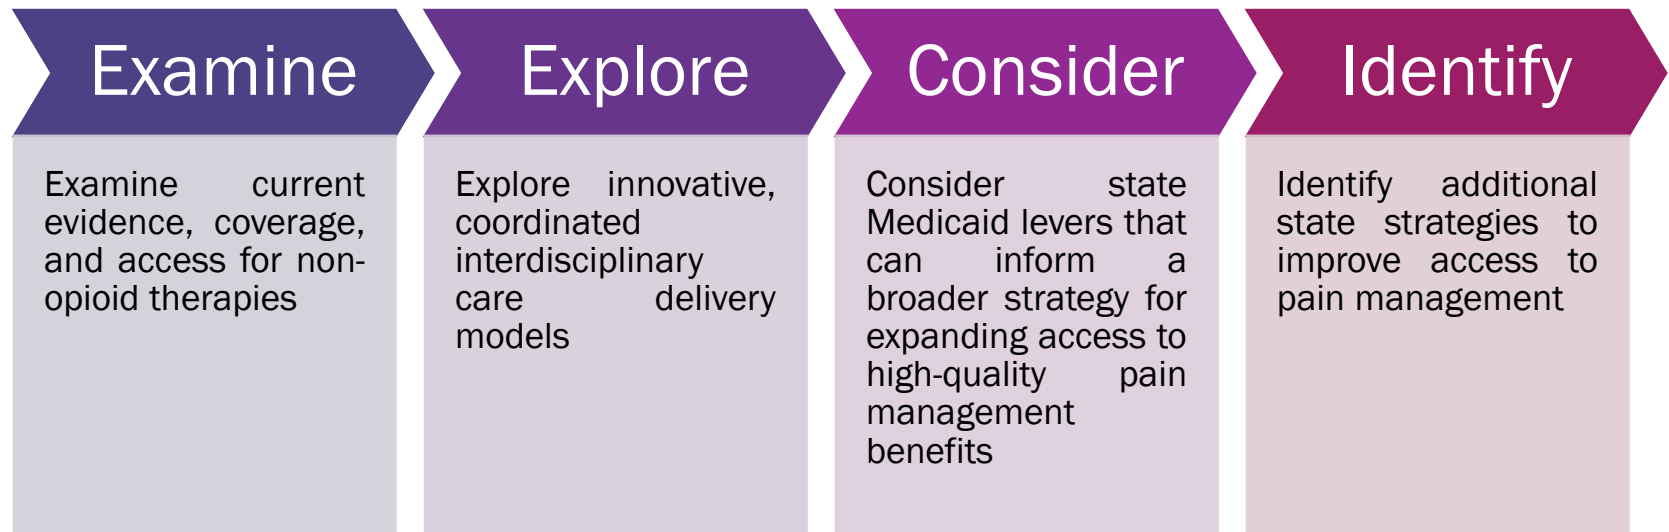 Examine
Explore
Consider
Identify
Examine current
evidence, coverage,
and access for non-
opioid therapies
Explore innovative,
coordinated
interdisciplinary
care delivery
models
Consider state
Medicaid levers that
can inform a
broader strategy for
expanding access to
high-quality pain
management
benefits
Identify additional
state strategies to
improve access to
pain management